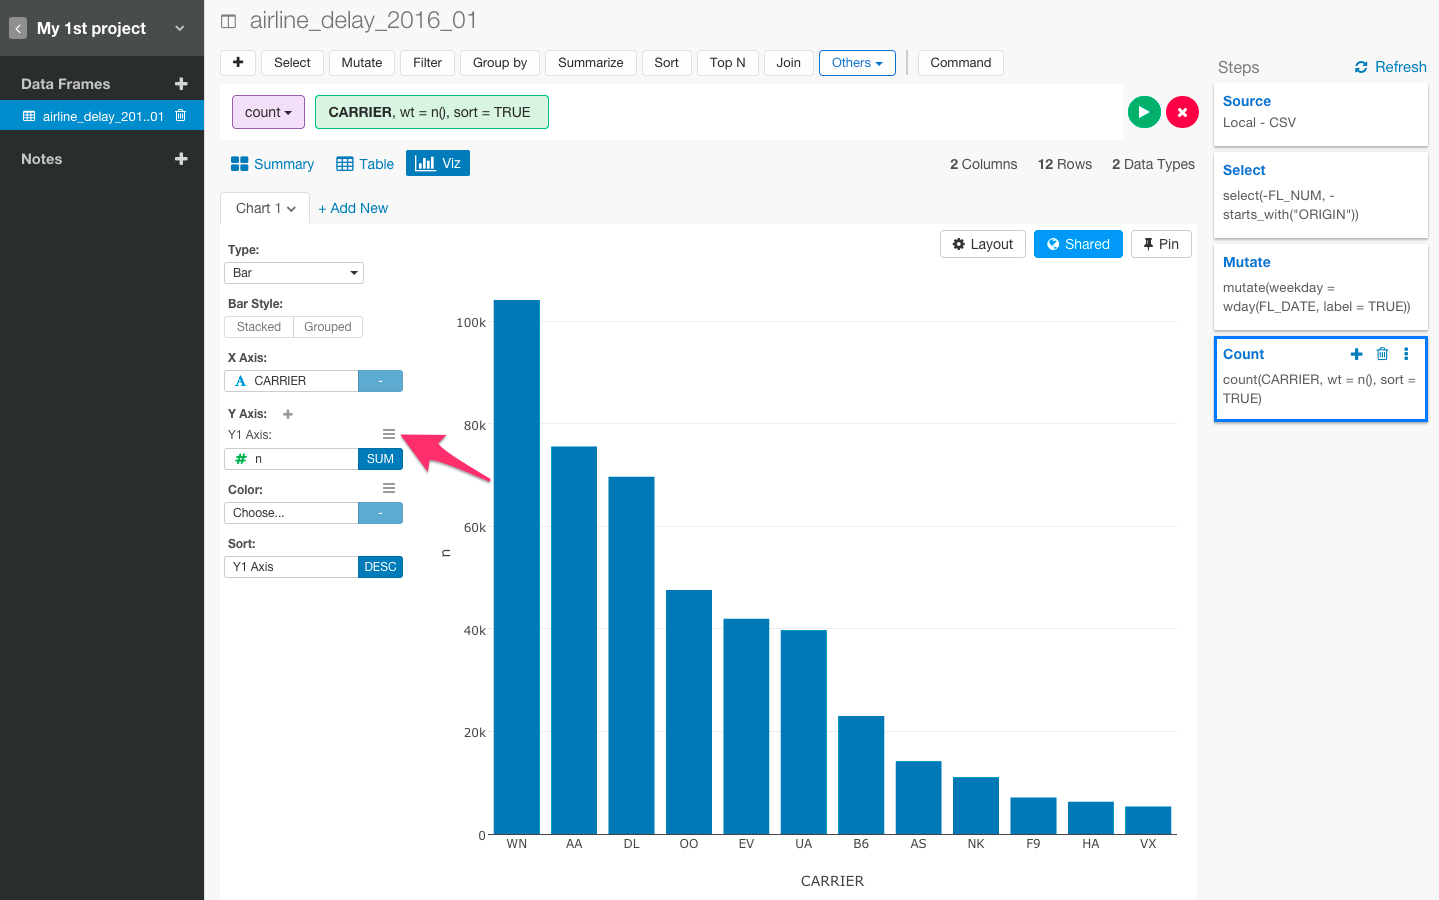 My 1st project
Data Frames
airline_delay_201..01
Notes
airline_delay_2016_01
Select Mutate Filter Group by Summarize Sort Top N Join Others Command
count CARRIER, wt = n(), sort = TRUE
Summary Table Viz 2 Columns 12 Rows 2 Data Types
Chart 1 + Add New
Layout Shared Pin
Type:
Bar
Bar Style:
Stacked Grouped
X Axis:
A CARRIER -
Y Axis:
Y1 Axis:
# n SUM
Color:
Choose... -
Sort:
Y1 Axis DESC
100k
80k
60k
40k
20k
0
n
WN AA DL OO EV UA B6 AS NK F9 HA VX
CARRIER
Steps Refresh
Source
Local - CSV
Select
select(-FL_NUM, -
starts_with("ORIGIN"))
Mutate
mutate(weekday =
wday(FL_DATE, label = TRUE))
Count
count(CARRIER, wt = n(), sort =
TRUE)